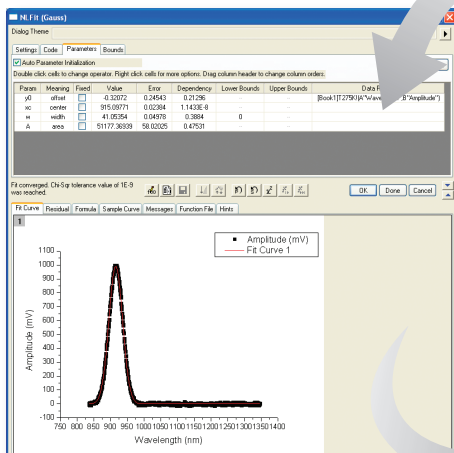 NLFit (Gauss)
Dialog Theme
Settings Code Parameters Bounds
Auto Parameter Initialization
Double click cells to change operator. Right click cells for more options. Drag column header to change column orders.
Param Meaning Fixed Value Error Dependency Lower Bounds Upper Bounds
y0 offset -0.32072 0.24543 0.21296 -- -- [Book1]T275K!(A"Wave B"Amplitude")
xc center 915.09771 0.02384 1.1433E-8 -- --
w width 41.05354 0.04978 0.3884 0 --
A area 51177.36939 58.02025 0.47531 -- --
Fit converged. Chi-Sqr tolerance value of 1E-9
was reached.
OK Done Cancel
Fit Curve Residual Formula Sample Curve Messages Function File Hints
1
Amplitude (mV)
Fit Curve 1
1100
1000
900
800
700
600
500
400
300
200
100
0
-100
Amplitude (mV)
750 800 850 900 950 1000 1050 1100 1150 1200 1250 1300 1350 1400
Wavelength (nm)